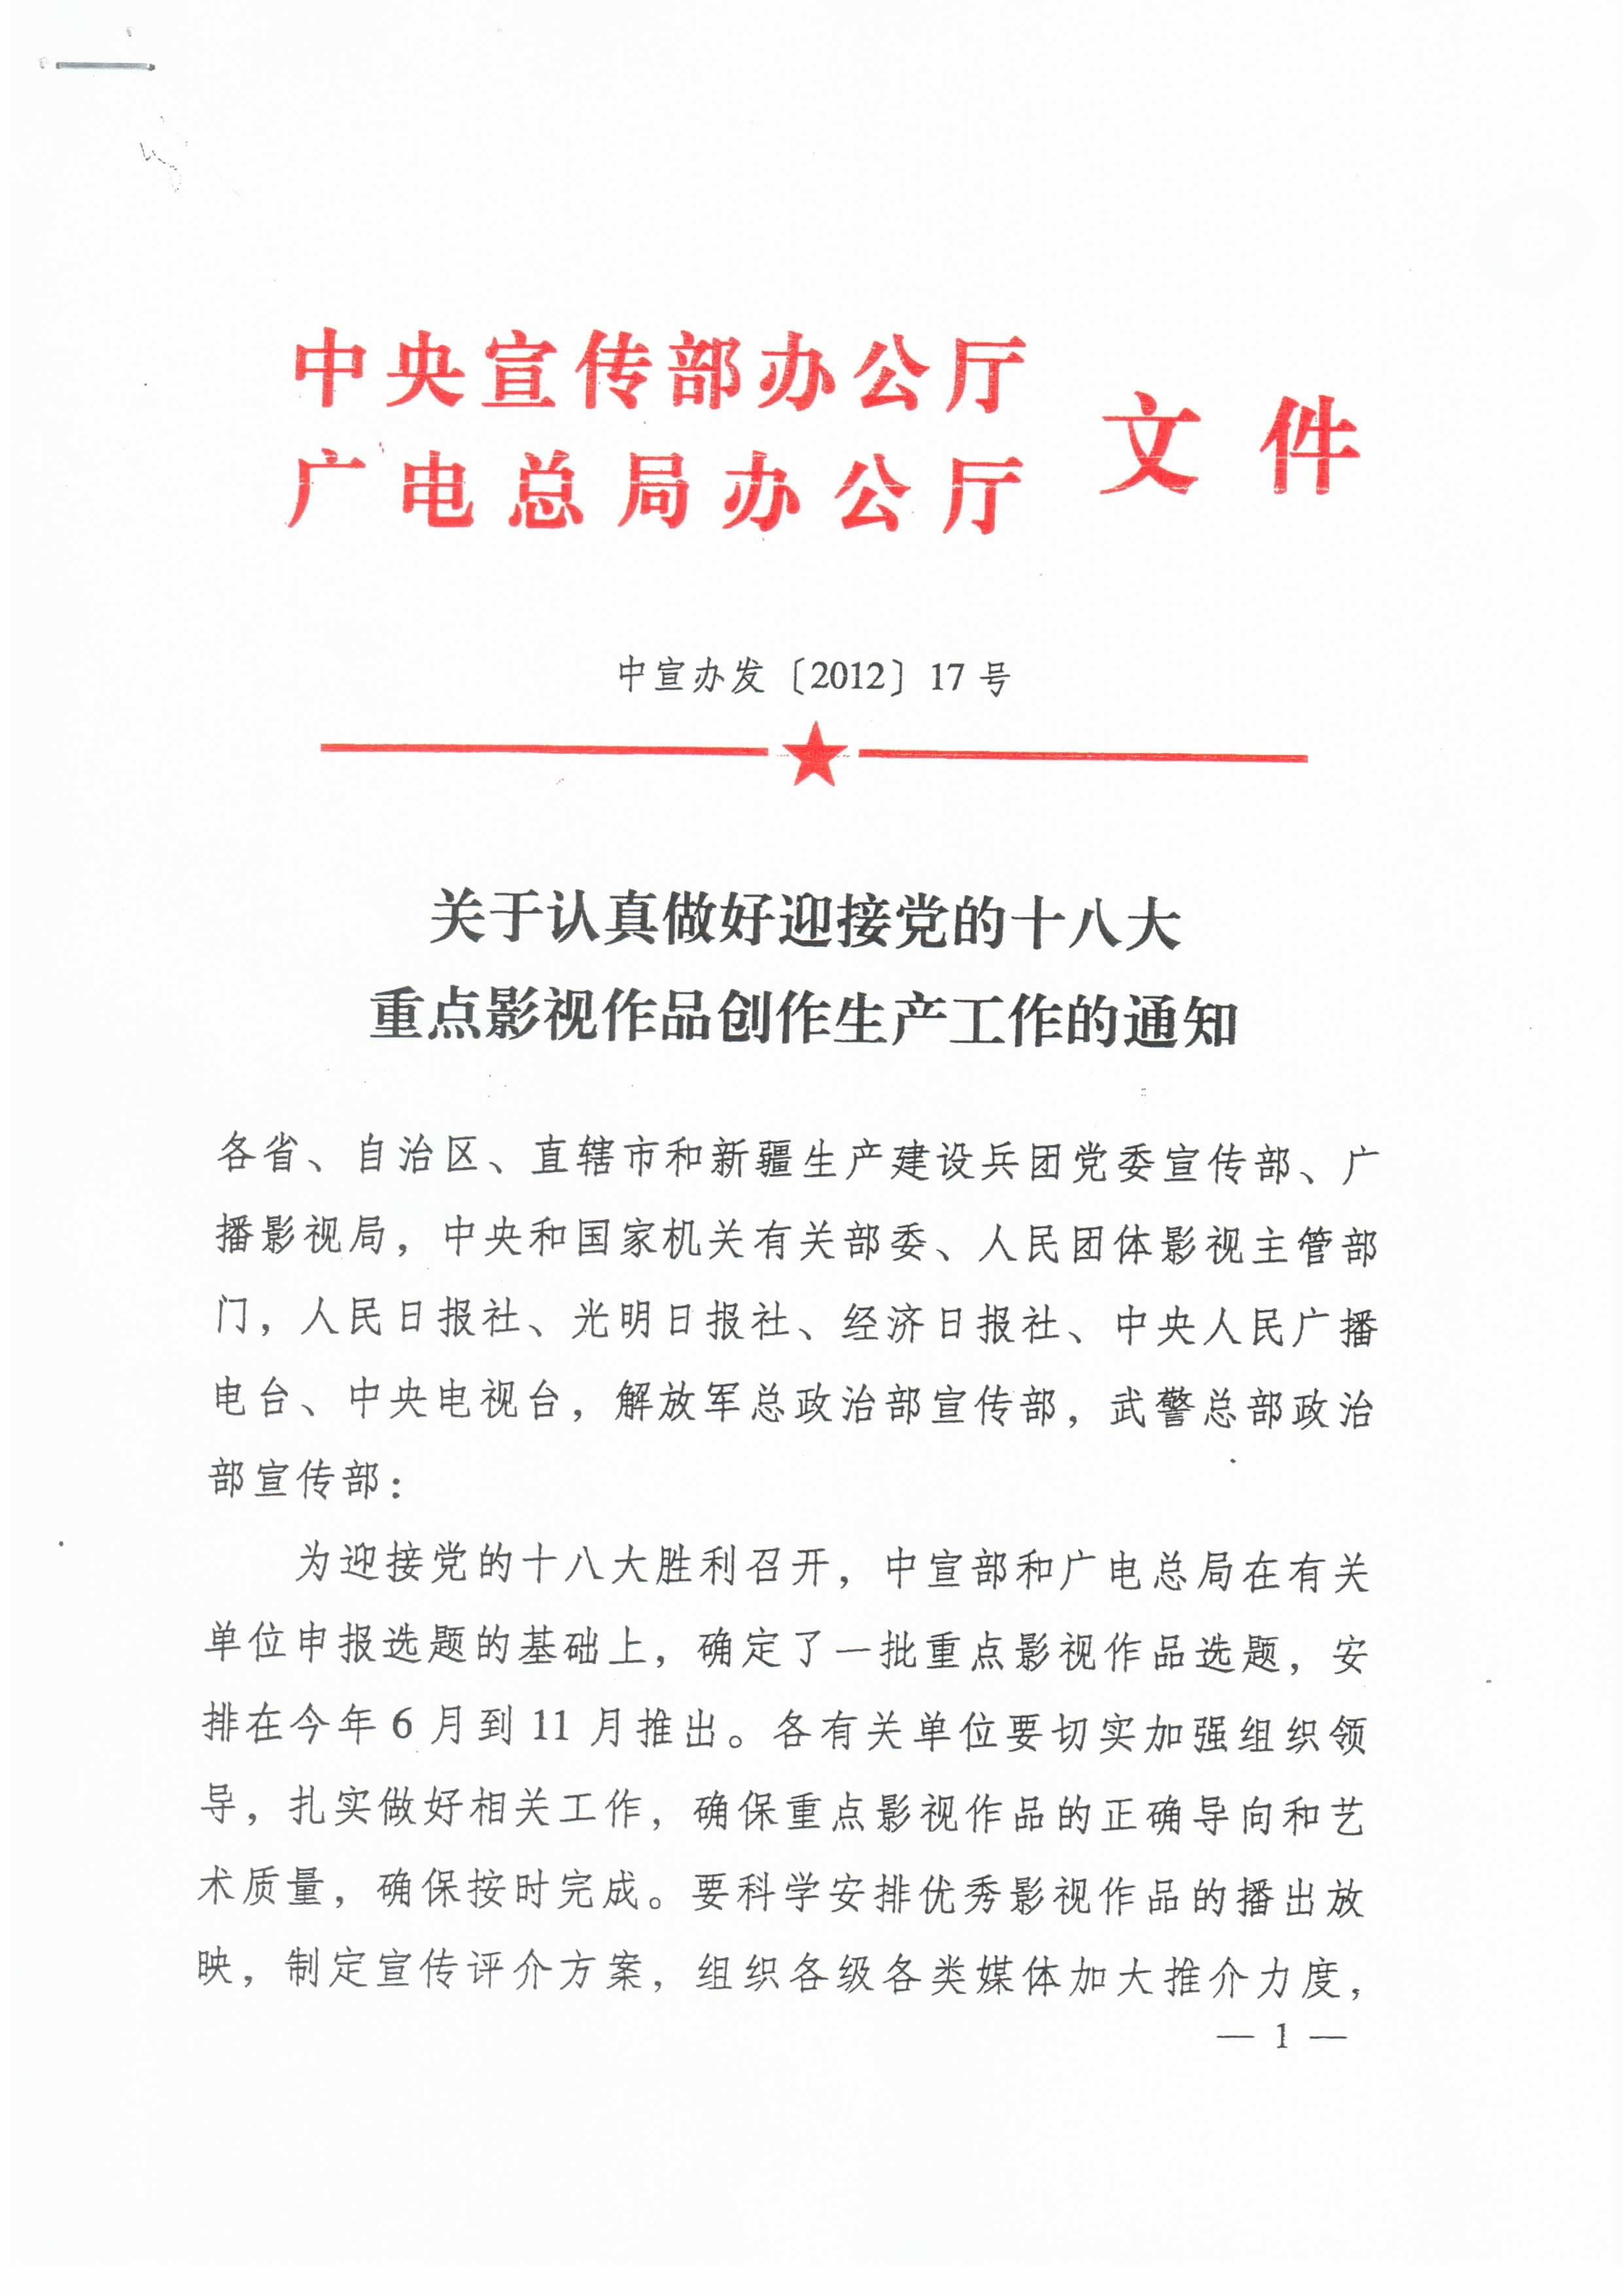 中央宣传部办公厅
广电总局办公厅
文件
中宣办发〔2012〕17号
关于认真做好迎接党的十八大
重点影视作品创作生产工作的通知
各省、自治区、直辖市和新疆生产建设兵团党委宣传部、广
播影视局，中央和国家机关有关部委、人民团体影视主管部
门，人民日报社、光明日报社、经济日报社、中央人民广播
电台、中央电视台，解放军总政治部宣传部，武警总部政治
部宣传部：
为迎接党的十八大胜利召开，中宣部和广电总局在有关
单位申报选题的基础上，确定了一批重点影视作品选题，安
排在今年6月到11月推出。各有关单位要切实加强组织领
导，扎实做好相关工作，确保重点影视作品的正确导向和艺
术质量，确保按时完成。要科学安排优秀影视作品的播出放
映，制定宣传评介方案，组织各级各类媒体加大推介力度，
— 1 —